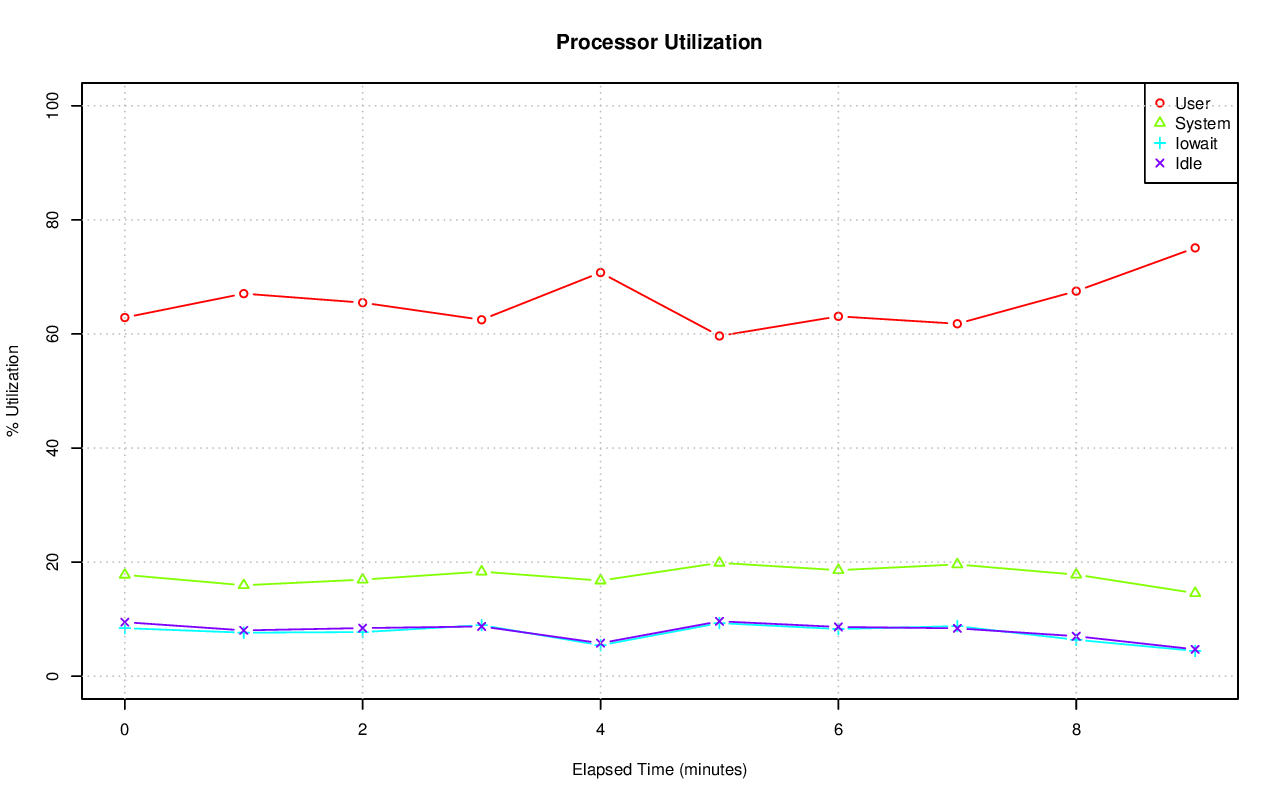 Processor Utilization
User
System
Iowait
Idle
% Utilization
100
80
60
40
20
0
0 2 4 6 8
Elapsed Time (minutes)